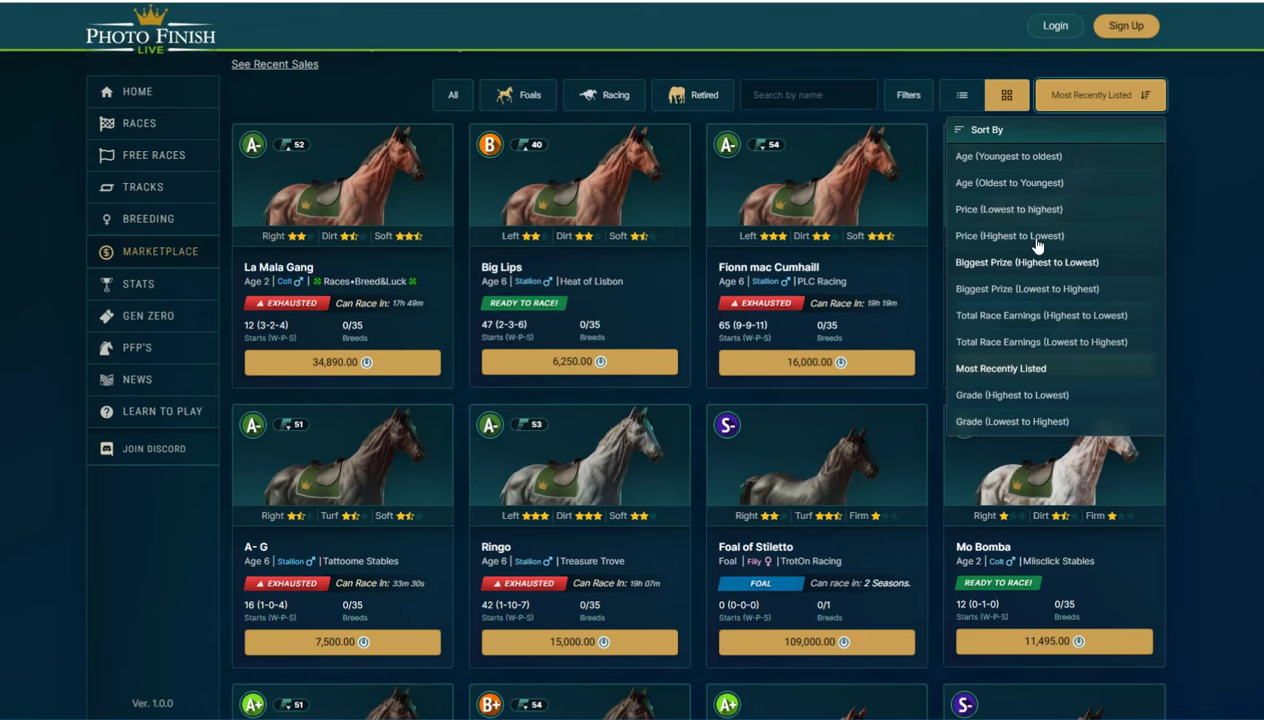 PHOTO FINISH
LIVE
Login
Sign Up
See Recent Sales
HOME
RACES
FREE RACES
TRACKS
BREEDING
MARKETPLACE
STATS
GEN ZERO
PFP'S
NEWS
LEARN TO PLAY
JOIN DISCORD
Ver. 1.0.0
All
Foals
Racing
Retired
Search by name
Filters
Most Recently Listed
Sort By
Age (Youngest to oldest)
Age (Oldest to Youngest)
Price (Lowest to highest)
Price (Highest to Lowest)
Biggest Prize (Highest to Lowest)
Biggest Prize (Lowest to Highest)
Total Race Earnings (Highest to Lowest)
Total Race Earnings (Lowest to Highest)
Most Recently Listed
Grade (Highest to Lowest)
Grade (Lowest to Highest)
A- 52
Right | Dirt | Soft
La Mala Gang
Age 2 | Colt | Races•Breed&Luck
EXHAUSTED Can Race In: 17h 49m
12 (3-2-4) 0/35
Starts (W-P-S) Breeds
34,890.00
B 40
Left | Dirt | Soft
Big Lips
Age 6 | Stallion | Heat of Lisbon
READY TO RACE!
47 (2-3-6) 0/35
Starts (W-P-S) Breeds
6,250.00
A- 54
Left | Dirt | Soft
Fionn mac Cumhaill
Age 6 | Stallion | PLC Racing
EXHAUSTED Can Race In: 19h 19m
65 (9-9-11) 0/35
Starts (W-P-S) Breeds
16,000.00
A- 51
Right | Turf | Soft
A- G
Age 6 | Stallion | Tattoome Stables
EXHAUSTED Can Race In: 33m 30s
16 (1-0-4) 0/35
Starts (W-P-S) Breeds
7,500.00
A- 53
Left | Dirt | Soft
Ringo
Age 6 | Stallion | Treasure Trove
EXHAUSTED Can Race In: 19h 07m
42 (1-10-7) 0/35
Starts (W-P-S) Breeds
15,000.00
S-
Right | Turf | Firm
Foal of Stiletto
Foal | Filly | TrotOn Racing
FOAL Can race in: 2 Seasons.
0 (0-0-0) 0/1
Starts (W-P-S) Breeds
109,000.00
Right | Dirt | Firm
Mo Bomba
Age 2 | Colt | Milsclick Stables
READY TO RACE!
12 (0-1-0) 0/35
Starts (W-P-S) Breeds
11,495.00
A+ 51
B+ 54
A+
S-